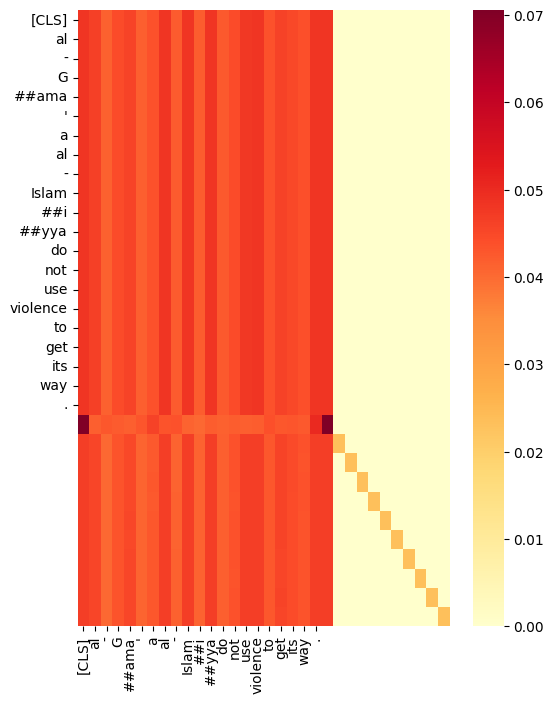 [CLS]
al
-
G
##ama
'
a
al
-
Islam
##i
##yya
do
not
use
violence
to
get
its
way
.
[CLS]
al
-
G
##ama
'
a
al
-
Islam
##i
##yya
do
not
use
violence
to
get
its
way
.
0.07
0.06
0.05
0.04
0.03
0.02
0.01
0.00